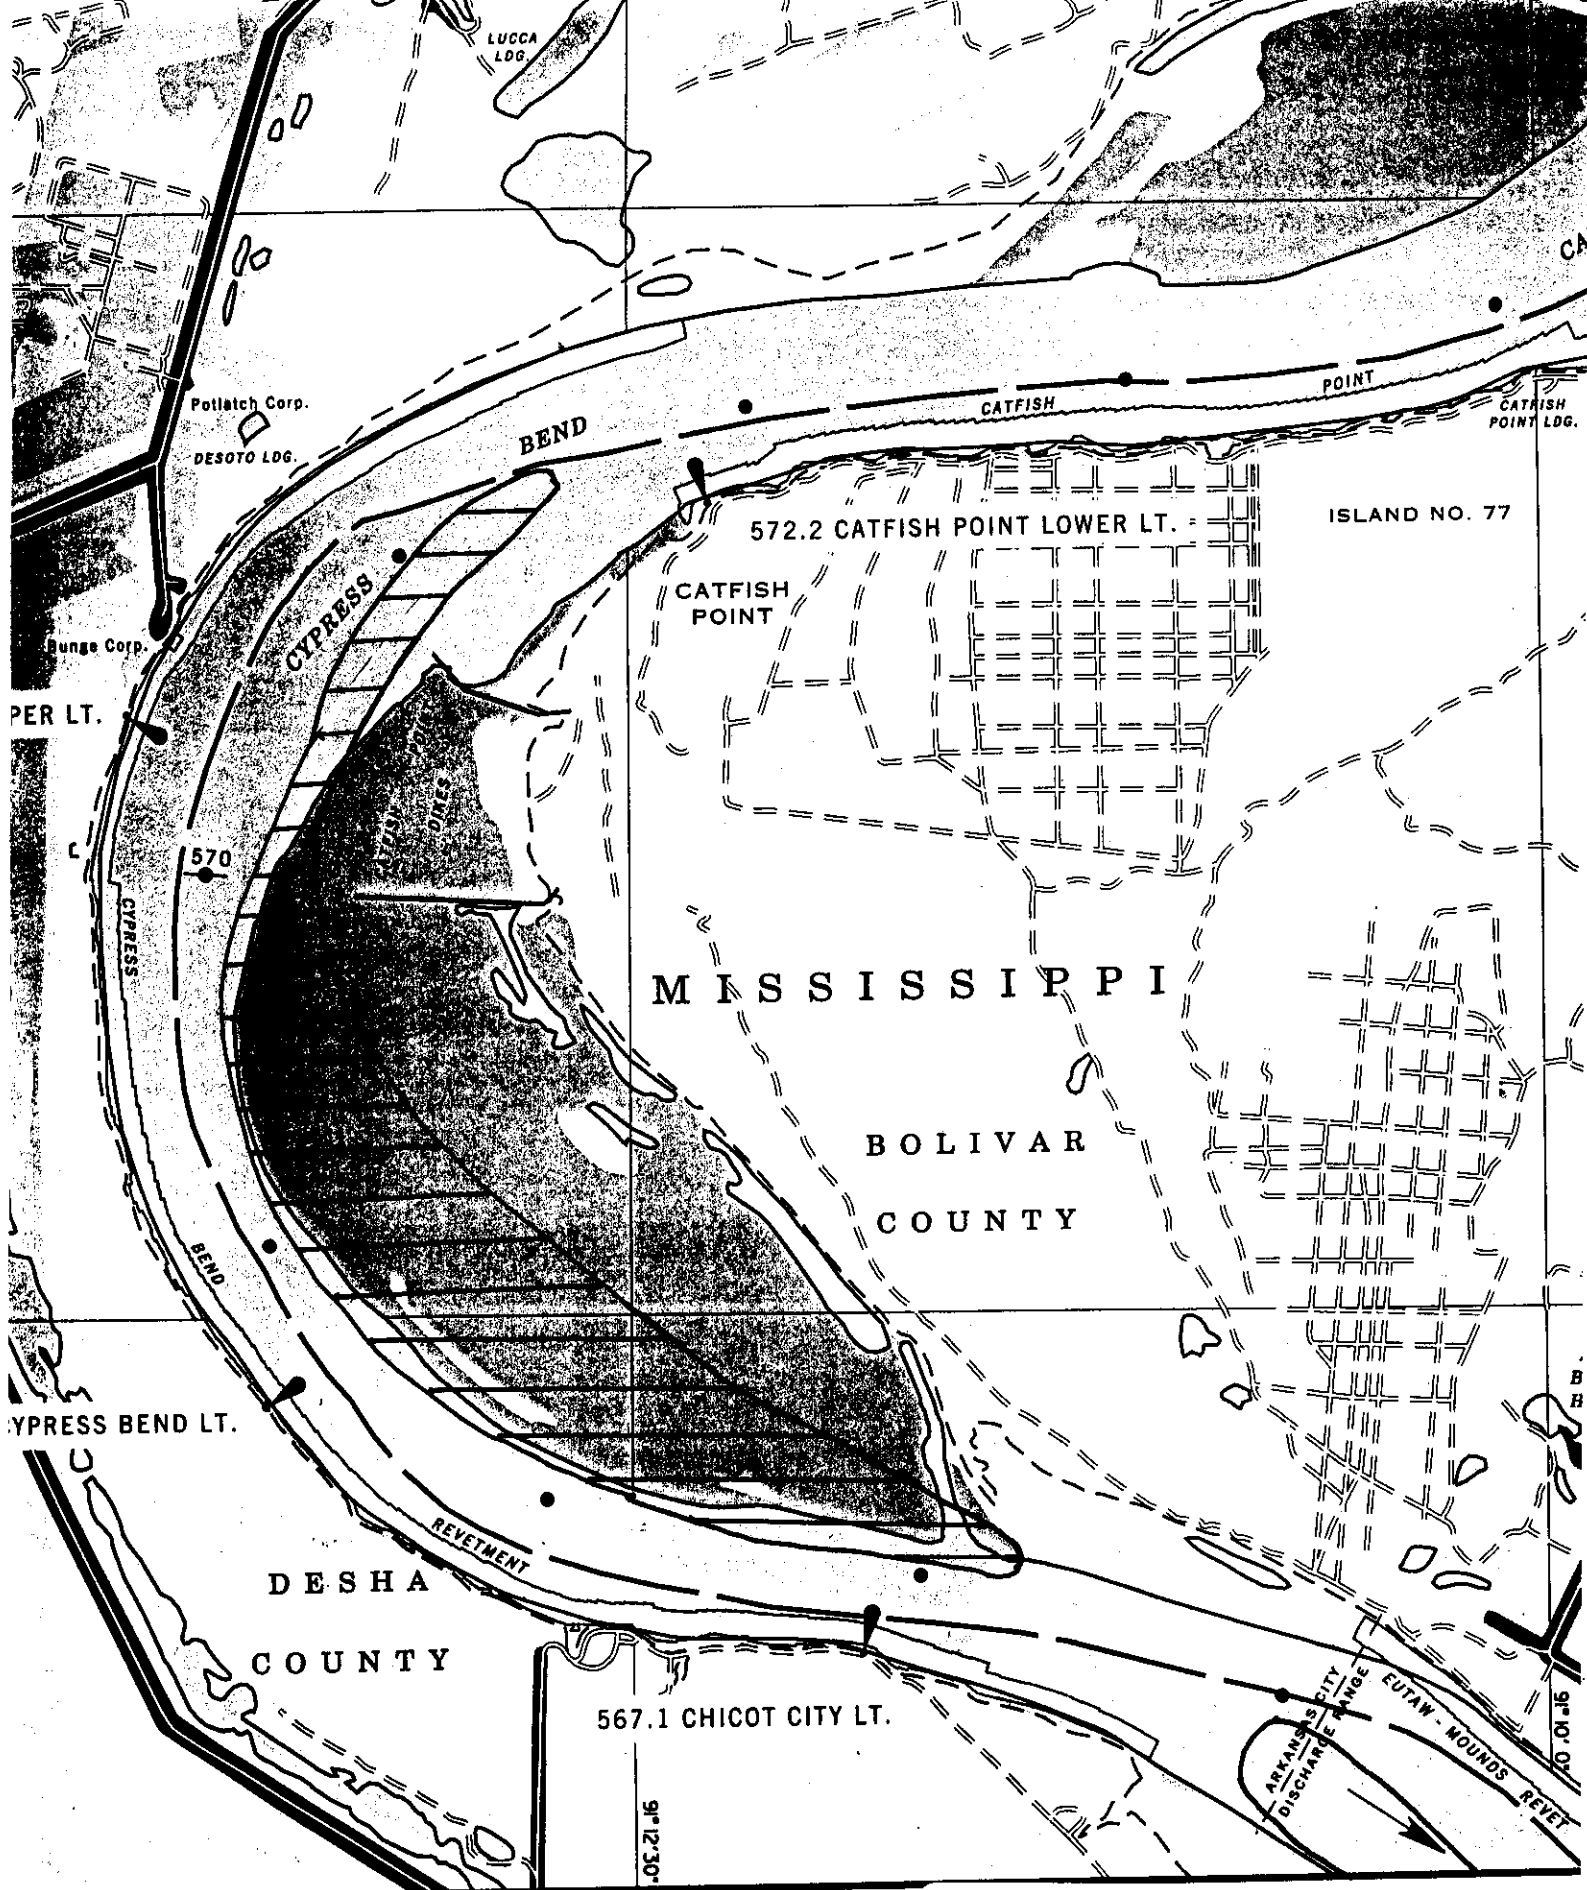 LUCCA
LDG.
CA
Potlatch Corp.
DESOTO LDG.
BEND
CATFISH
POINT
CATFISH
POINT LDG.
572.2 CATFISH POINT LOWER LT.
ISLAND NO. 77
CYPRESS
CATFISH
POINT
Bunge Corp.
PER LT.
DIKES
570
CYPRESS
MISSISSIPPI
BOLIVAR
COUNTY
BEND
B
H
YPRESS BEND LT.
REVETMENT
DESHA
COUNTY
567.1 CHICOT CITY LT.
ARKANSAS CITY
DISCHARGE RANGE
EUTAW - MOUNDS
REVET
91° 10' 0"
91° 12'30"